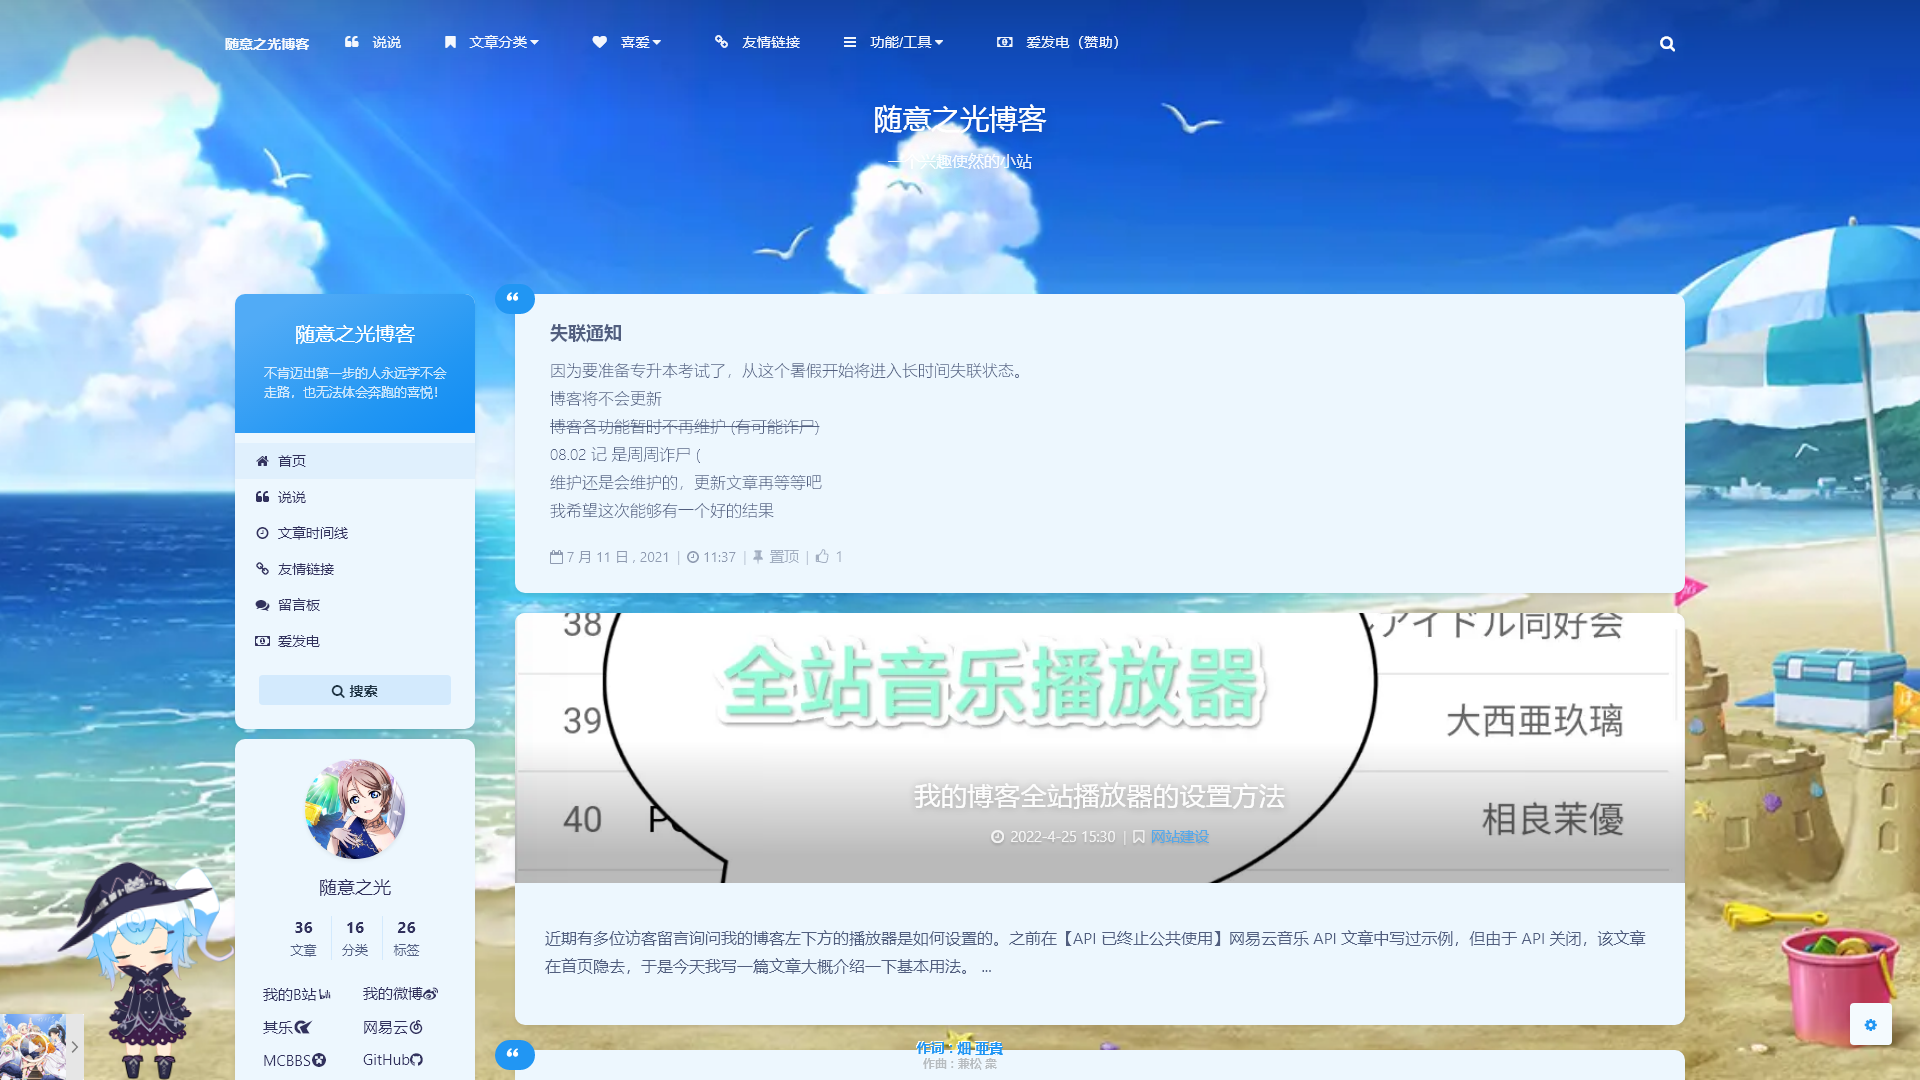 随意之光博客
说说
文章分类
喜爱
友情链接
功能/工具
爱发电（赞助）
随意之光博客
一个兴趣使然的小站
随意之光博客
不肯迈出第一步的人永远学不会
走路，也无法体会奔跑的喜悦！
首页
说说
文章时间线
友情链接
留言板
爱发电
搜索
随意之光
36 16 26
文章 分类 标签
我的B站 我的微博
其乐 网易云
MCBBS GitHub
失联通知
因为要准备专升本考试了，从这个暑假开始将进入长时间失联状态。
博客将不会更新
博客各功能暂时不再维护 (有可能诈尸)
08.02 记 是周周诈尸 (
维护还是会维护的，更新文章再等等吧
我希望这次能够有一个好的结果
7 月 11 日 , 2021 | 11:37 | 置顶 | 1
38 アイドル同好会
全站音乐播放器
39 大西亜玖璃
我的博客全站播放器的设置方法
40 相良茉優
2022-4-25 15:30 | 网站建设
近期有多位访客留言询问我的博客左下方的播放器是如何设置的。之前在【API 已终止公共使用】网易云音乐 API 文章中写过示例，但由于 API 关闭，该文章
在首页隐去，于是今天我写一篇文章大概介绍一下基本用法。 ...
作词 : 畑 亜貴
作曲 : 兼松 衆